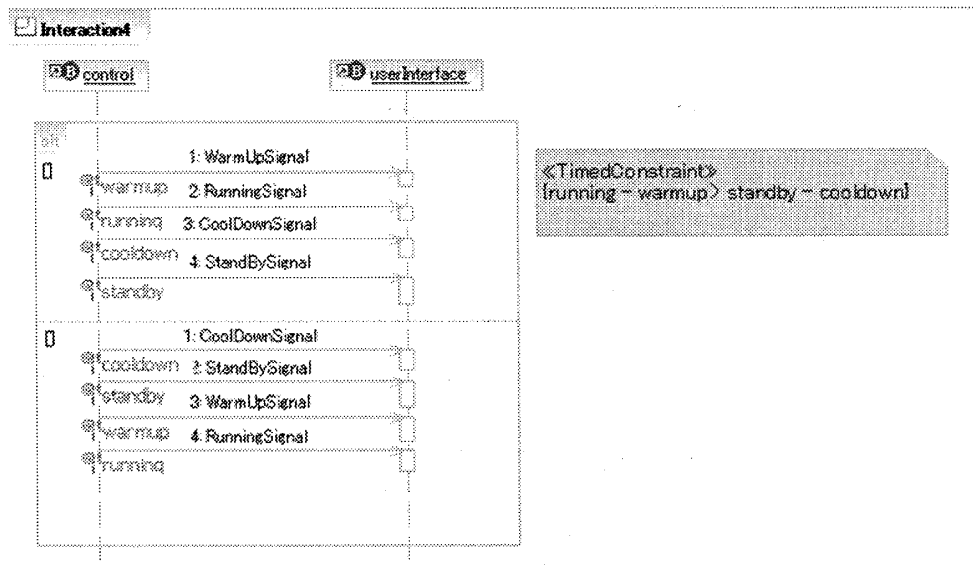 Interaction4
control
userInterface
alt
[]
1: WarmUpSignal
warmup
2: RunningSignal
running
3: CoolDownSignal
cooldown
4: StandBySignal
standby
«TimedConstraint»
{running - warmup > standby - cooldown}
[]
1: CoolDownSignal
cooldown
2: StandBySignal
standby
3: WarmUpSignal
warmup
4: RunningSignal
running